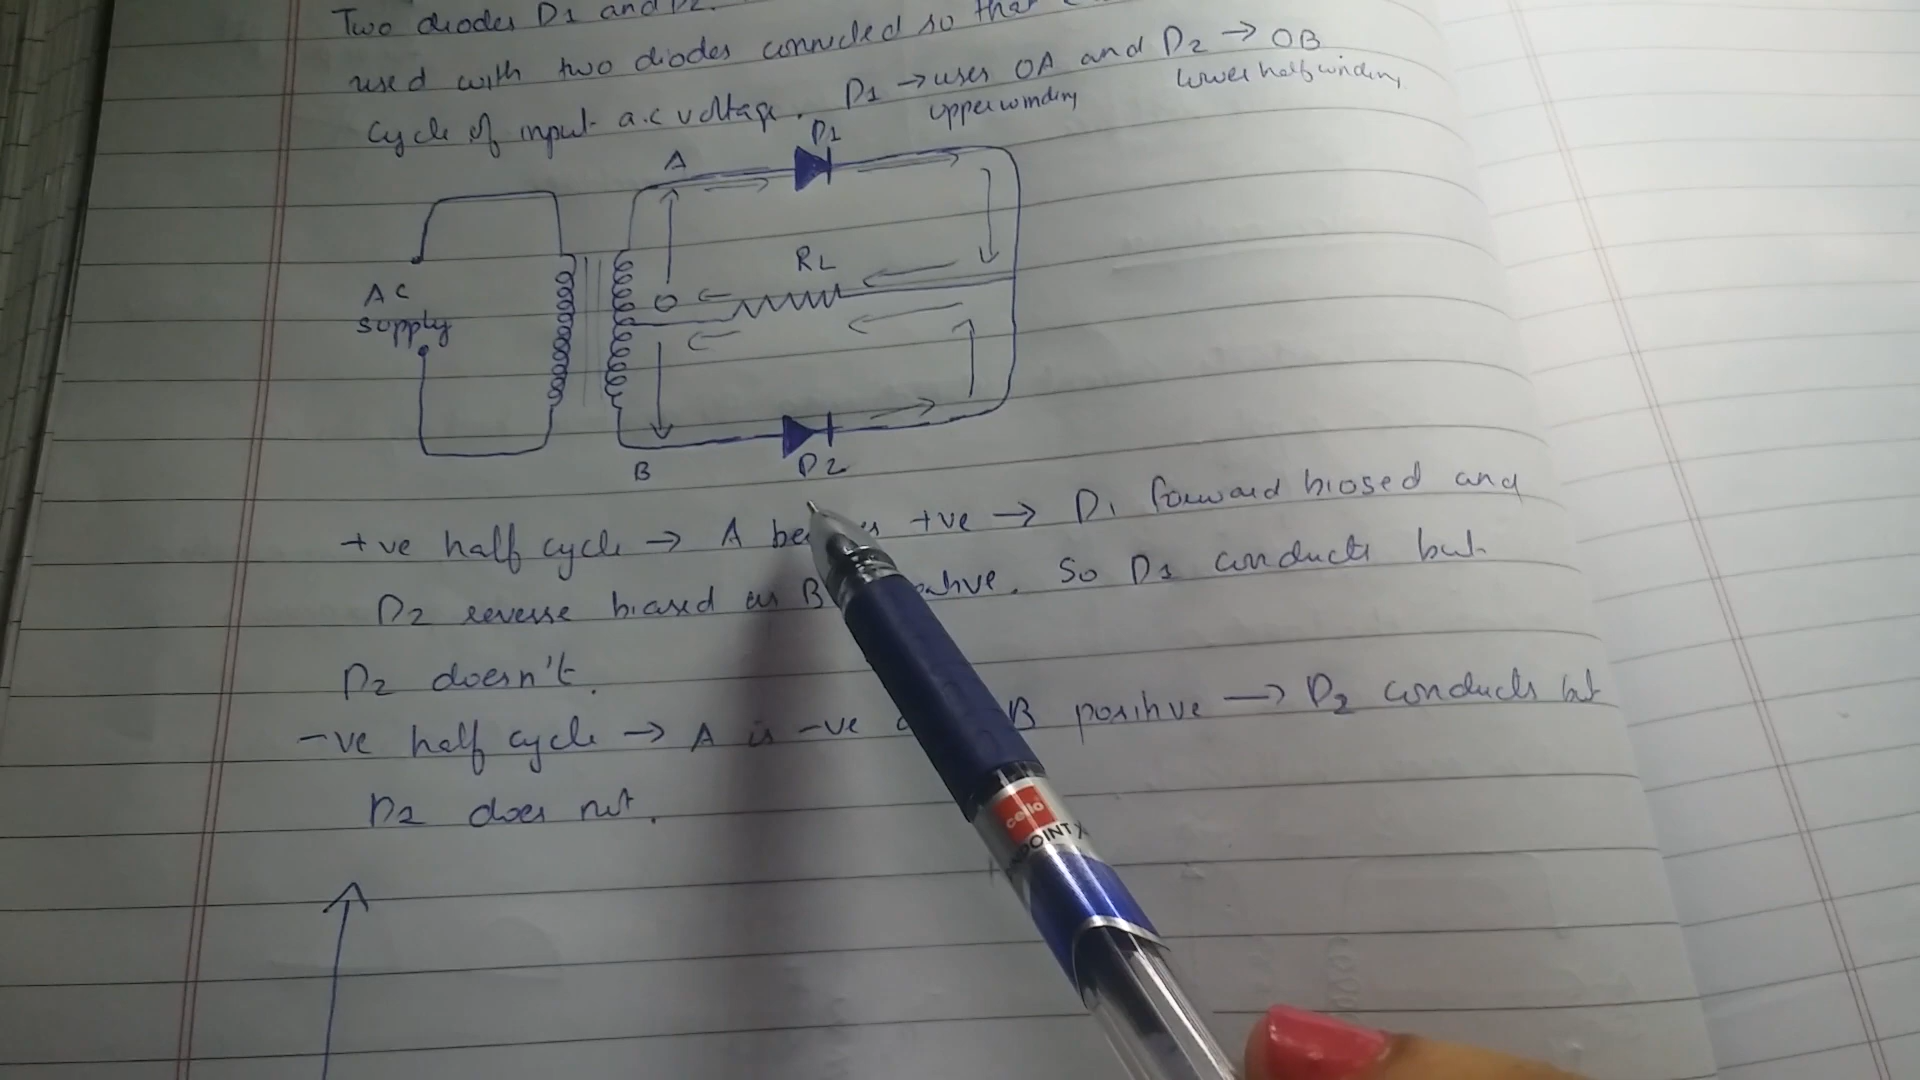 Two diodes D1 and D2.
used with two diodes connected so that
cycle of input a.c voltage. D1 → uses OA and D2 → OB
upper winding
lower half winding
D1
A
RL
AC
supply
O
B
D2
+ve half cycle → A +ve → D1 forward biased and
D2 reverse biased as B So D1 conducts but
D2 doesn't.
-ve half cycle → A is -ve B positive → D2 conducts but
D2 does not.
cello